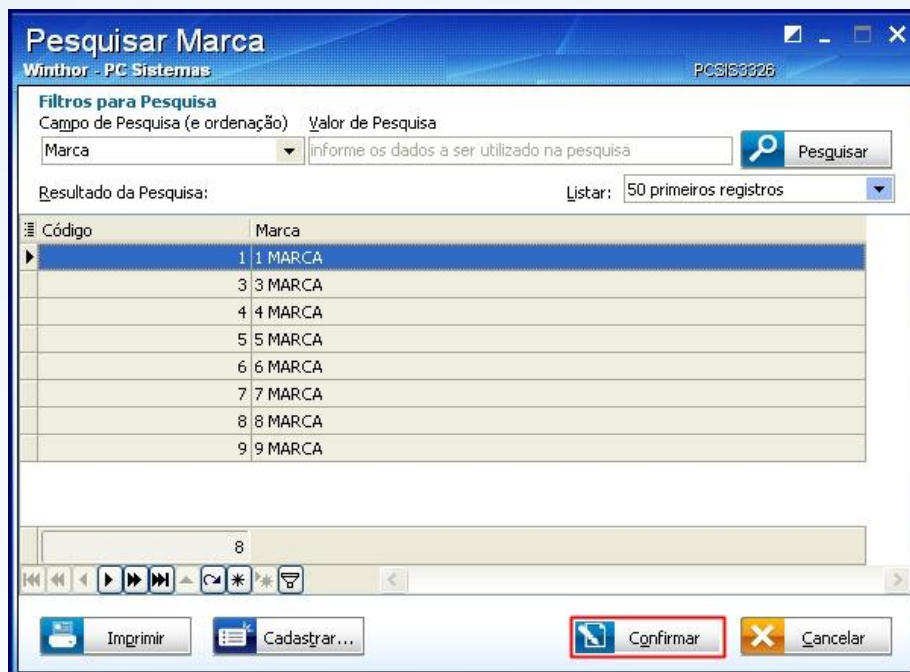 Pesquisar Marca
Winthor - PC Sistemas PCSIS3326
Filtros para Pesquisa
Campo de Pesquisa (e ordenação) Valor de Pesquisa
Marca informe os dados a ser utilizado na pesquisa Pesquisar
Resultado da Pesquisa: Listar: 50 primeiros registros
Código Marca
1 1 MARCA
3 3 MARCA
4 4 MARCA
5 5 MARCA
6 6 MARCA
7 7 MARCA
8 8 MARCA
9 9 MARCA
8
Imprimir Cadastrar... Confirmar Cancelar